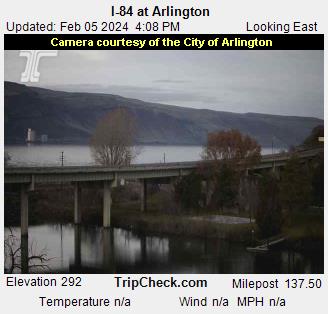 I-84 at Arlington
Updated: Feb 05 2024 4:08 PM Looking East
Camera courtesy of the City of Arlington
Elevation 292 TripCheck.com Milepost 137.50
Temperature n/a Wind n/a MPH n/a